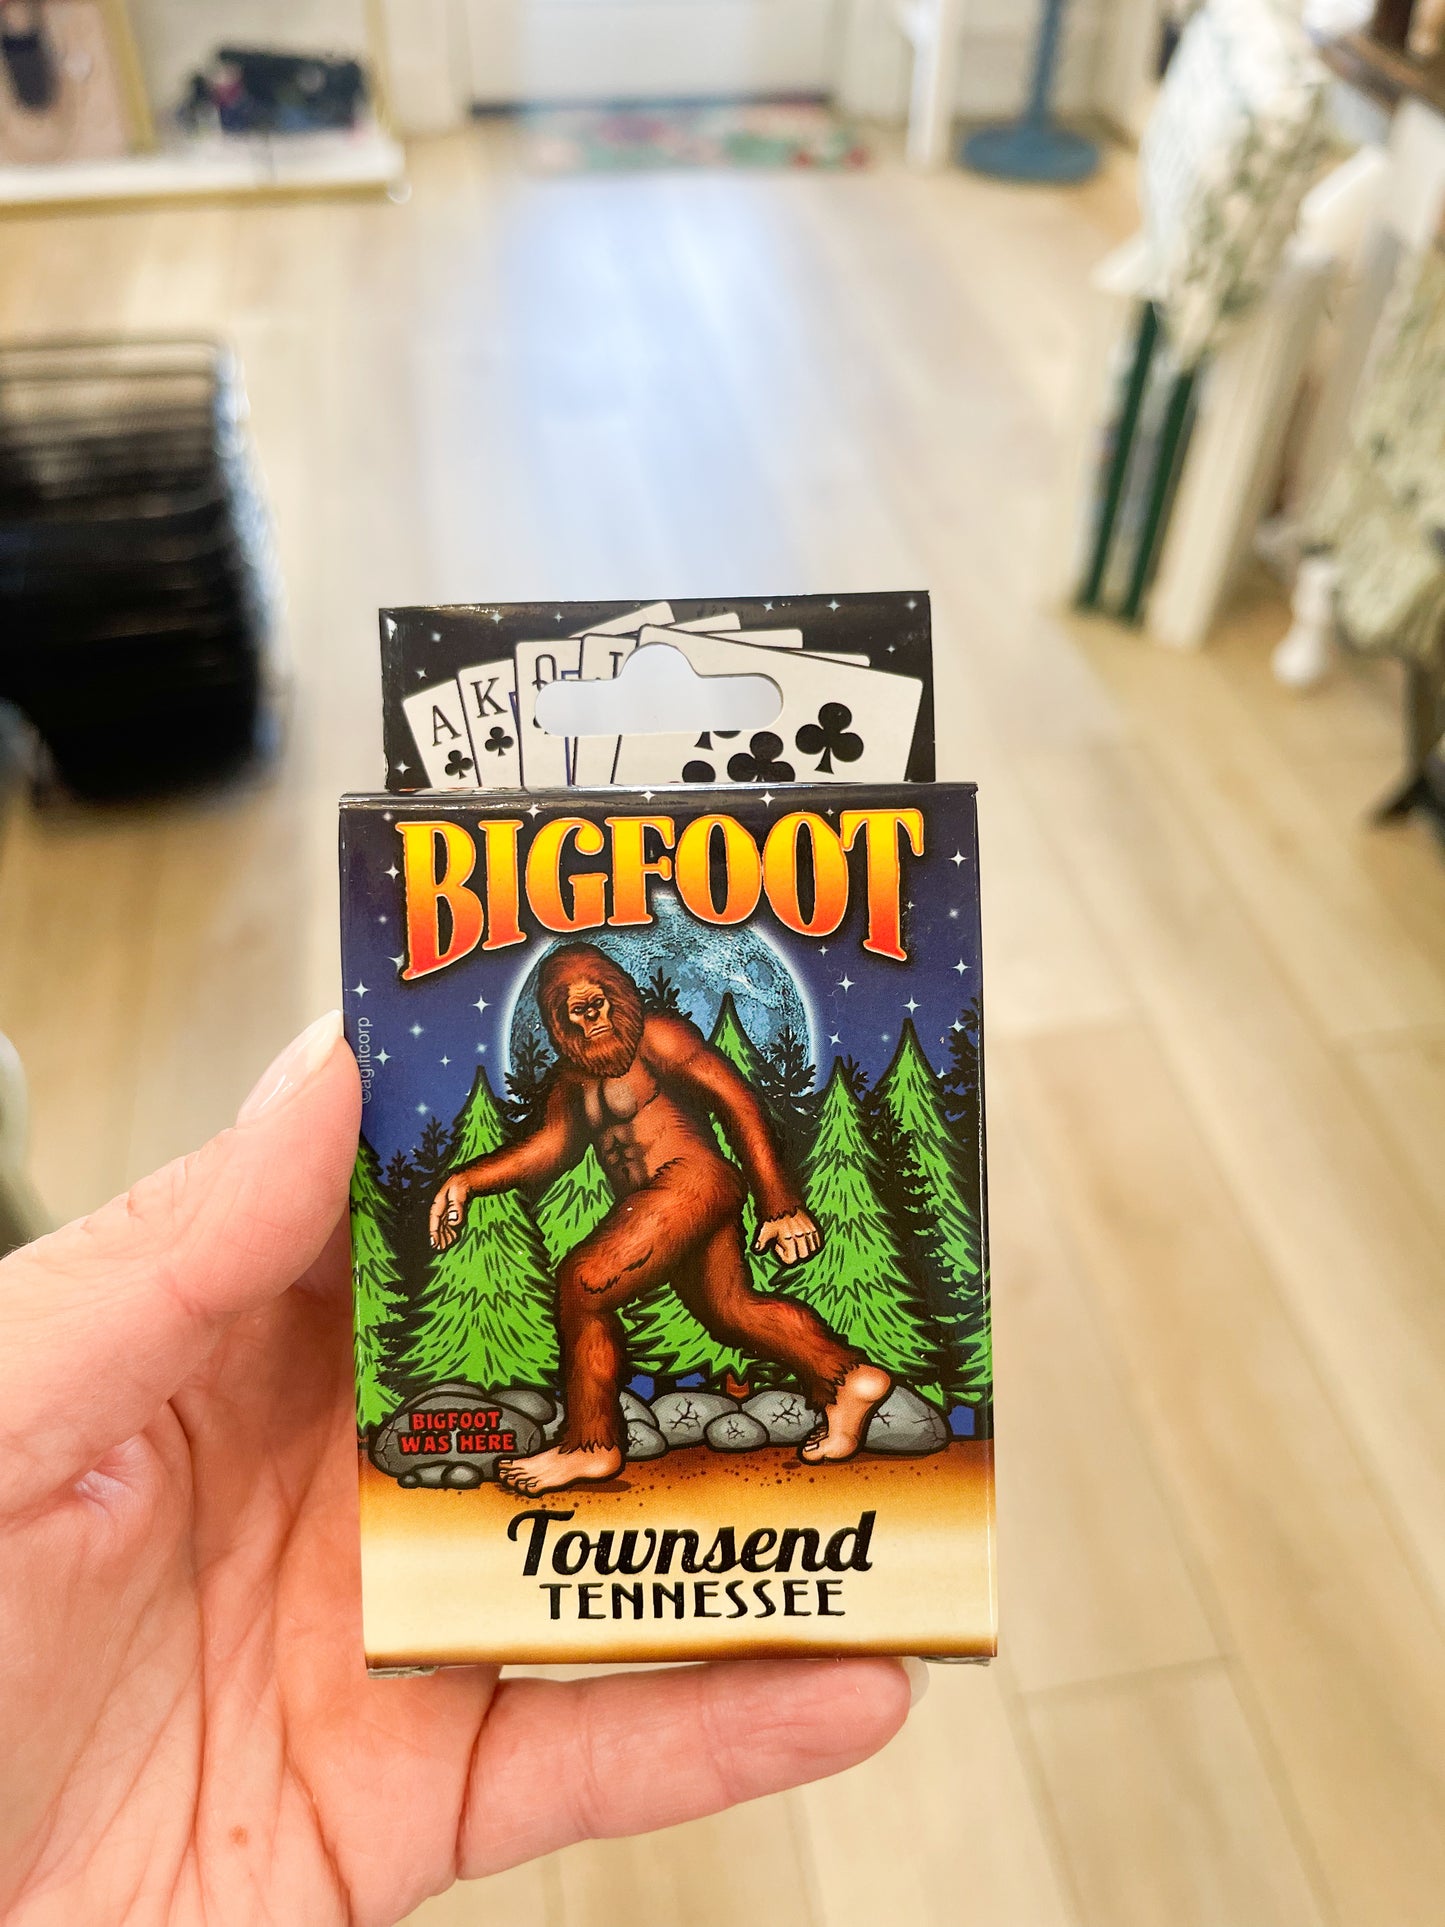 A K Q J
BIGFOOT
©agiftcorp
BIGFOOT
WAS HERE
Townsend
TENNESSEE